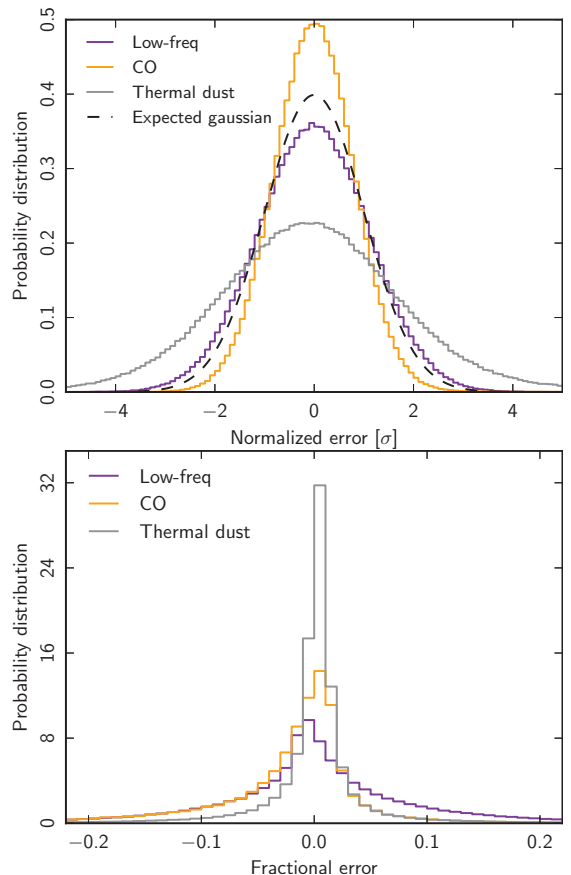 0.5
0.4
0.3
0.2
0.1
0.0
Probability distribution
Low-freq
CO
Thermal dust
Expected gaussian
−4 −2 0 2 4
Normalized error [σ]
32
24
16
8
0
Probability distribution
Low-freq
CO
Thermal dust
−0.2 −0.1 0.0 0.1 0.2
Fractional error